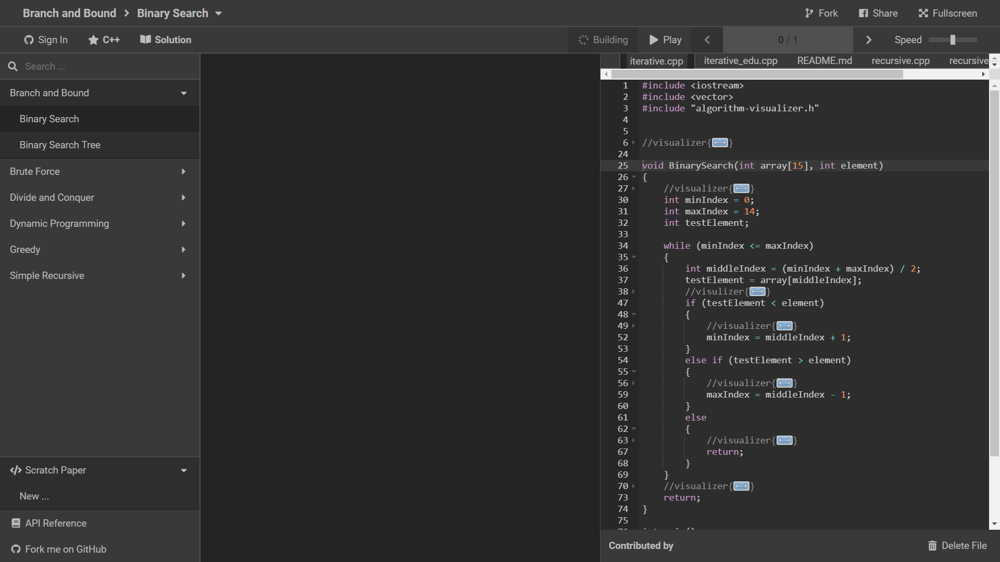 Branch and Bound Binary Search
Fork Share Fullscreen
Sign In C++ Solution
Building Play 0 / 1 Speed
Search ...
Branch and Bound
Binary Search
Binary Search Tree
Brute Force
Divide and Conquer
Dynamic Programming
Greedy
Simple Recursive
Scratch Paper
New ...
API Reference
Fork me on GitHub
iterative.cpp iterative_edu.cpp README.md recursive.cpp recursive
1 #include <iostream>
2 #include <vector>
3 #include "algorithm-visualizer.h"
4
5
6 //visualizer{...}
24
25 void BinarySearch(int array[15], int element)
26 {
27 //visualizer{...}
30 int minIndex = 0;
31 int maxIndex = 14;
32 int testElement;
33
34 while (minIndex <= maxIndex)
35 {
36 int middleIndex = (minIndex + maxIndex) / 2;
37 testElement = array[middleIndex];
38 //visulizer{...}
47 if (testElement < element)
48 {
49 //visualizer{...}
52 minIndex = middleIndex + 1;
53 }
54 else if (testElement > element)
55 {
56 //visualizer{...}
59 maxIndex = middleIndex - 1;
60 }
61 else
62 {
63 //visualizer{...}
67 return;
68 }
69 }
70 //visualizer{...}
73 return;
74 }
75
Contributed by
Delete File